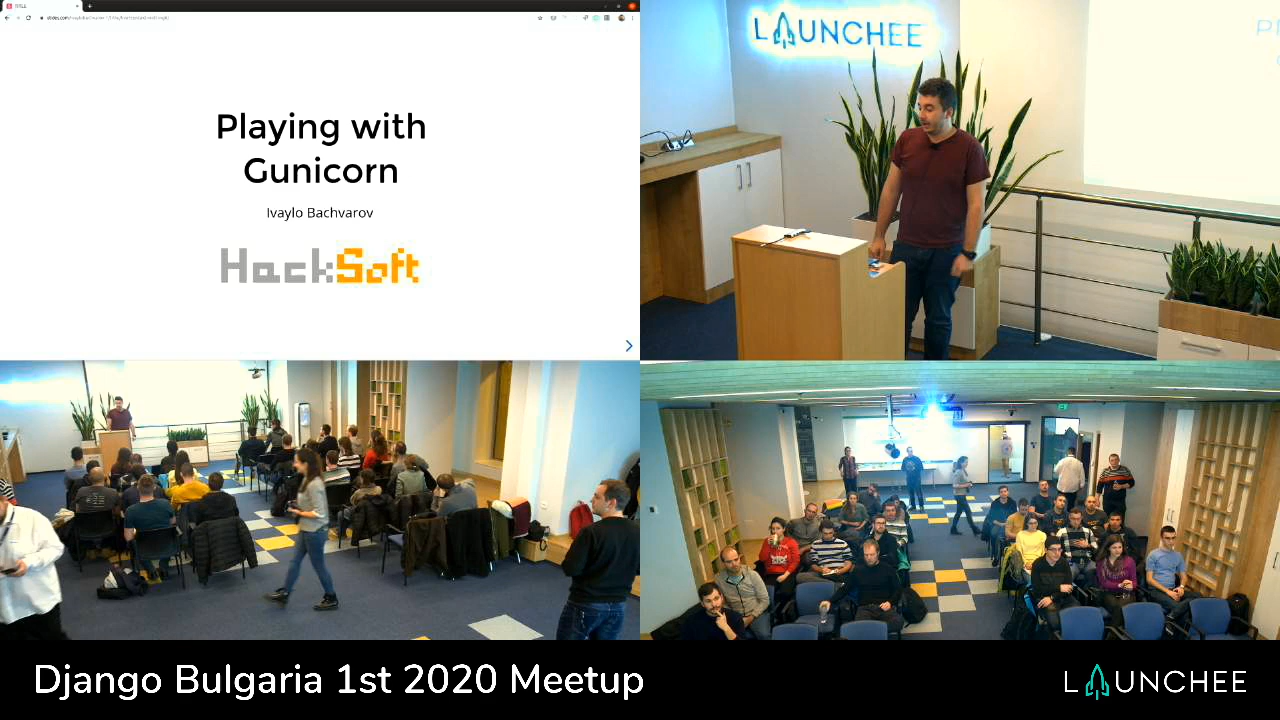 Playing with
Gunicorn
Ivaylo Bachvarov
HackSoft
LAUNCHEE
Django Bulgaria 1st 2020 Meetup
LAUNCHEE